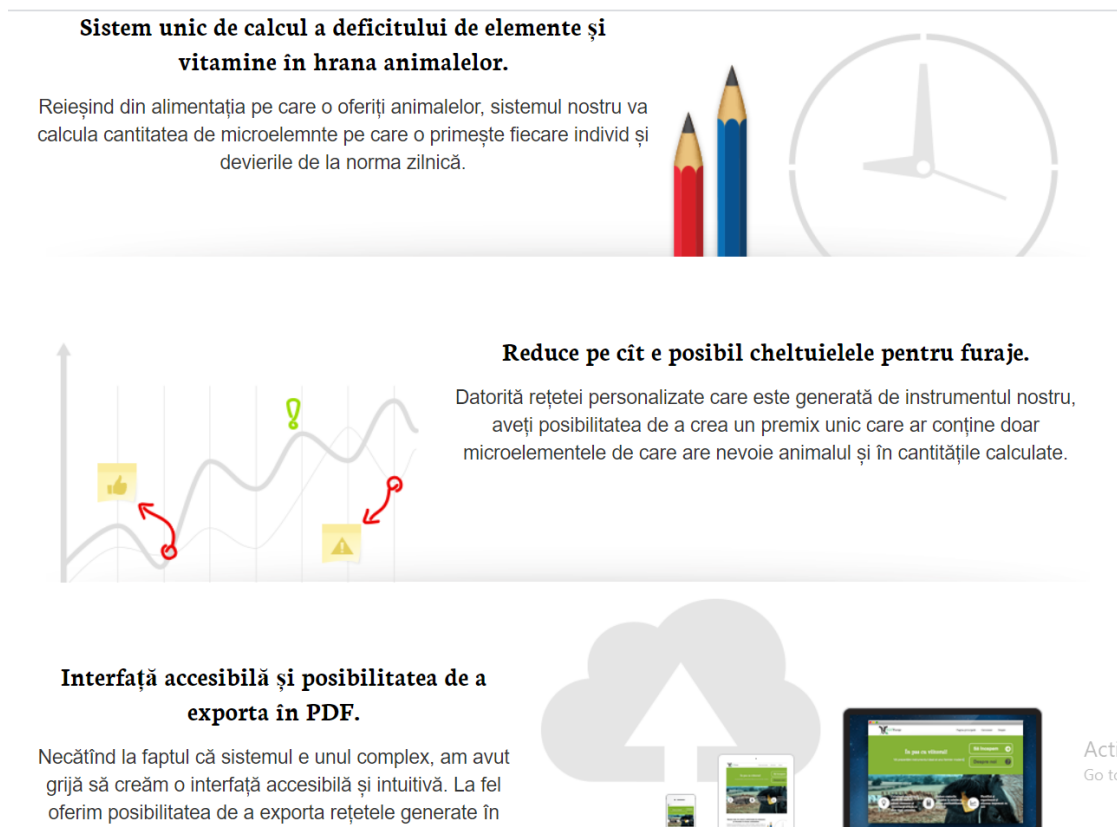 Sistem unic de calcul a deficitului de elemente și
vitamine în hrana animalelor.
Reieșind din alimentația pe care o oferiți animalelor, sistemul nostru va
calcula cantitatea de microelemnte pe care o primește fiecare individ și
devierile de la norma zilnică.
Reduce pe cît e posibil cheltuielele pentru furaje.
Datorită rețetei personalizate care este generată de instrumentul nostru,
aveți posibilitatea de a crea un premix unic care ar conține doar
microelementele de care are nevoie animalul și în cantitățile calculate.
Interfață accesibilă și posibilitatea de a
exporta în PDF.
Necătînd la faptul că sistemul e unul complex, am avut
grijă să creăm o interfață accesibilă și intuitivă. La fel
oferim posibilitatea de a exporta rețetele generate în
Acti
Go to